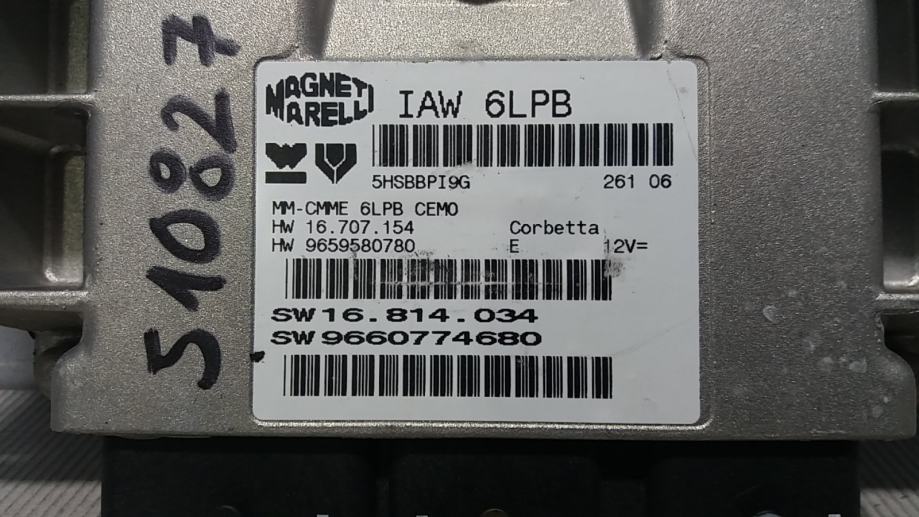 510827
MAGNETI
MARELLI
IAW 6LPB
5HSBBPI9G 261 06
MM-CMME 6LPB CEMO
HW 16.707.154 Corbetta
HW 9659580780 E 12V=
SW 16.814.034
SW 9660774680